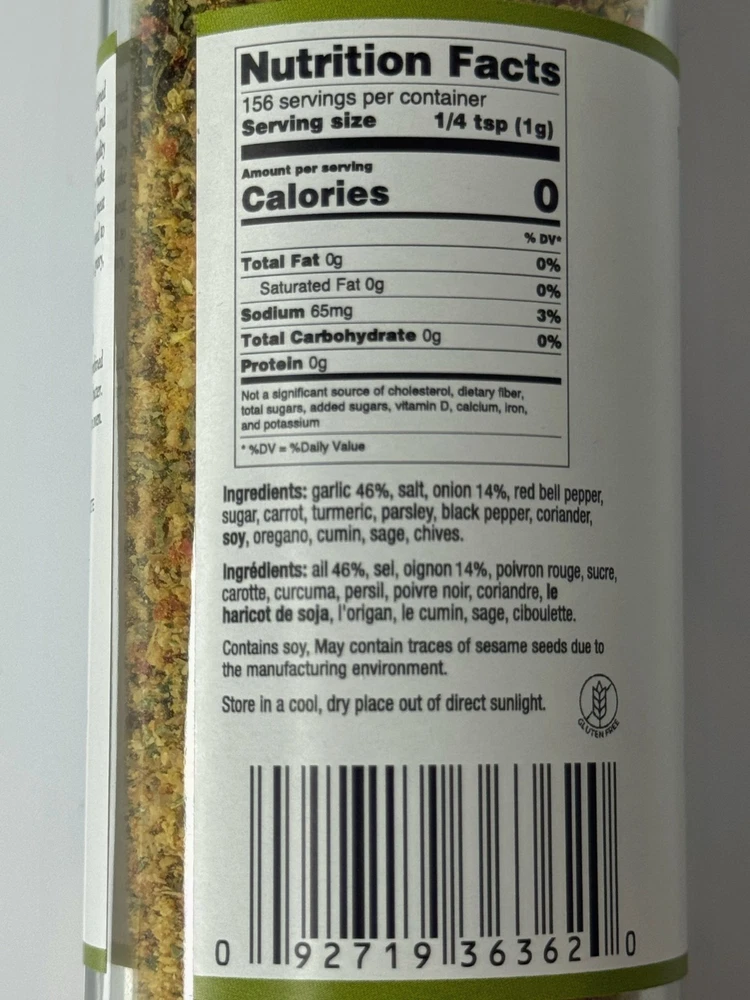 Nutrition Facts
156 servings per container
Serving size 1/4 tsp (1g)
Amount per serving
Calories 0
% DV*
Total Fat 0g 0%
Saturated Fat 0g 0%
Sodium 65mg 3%
Total Carbohydrate 0g 0%
Protein 0g
Not a significant source of cholesterol, dietary fiber,
total sugars, added sugars, vitamin D, calcium, iron,
and potassium
* %DV = %Daily Value
Ingredients: garlic 46%, salt, onion 14%, red bell pepper,
sugar, carrot, turmeric, parsley, black pepper, coriander,
soy, oregano, cumin, sage, chives.
Ingrédients: ail 46%, sel, oignon 14%, poivron rouge, sucre,
carotte, curcuma, persil, poivre noir, coriandre, le
haricot de soja, l'origan, le cumin, sage, ciboulette.
Contains soy, May contain traces of sesame seeds due to
the manufacturing environment.
Store in a cool, dry place out of direct sunlight.
GLUTEN FREE
0 92719 36362 0